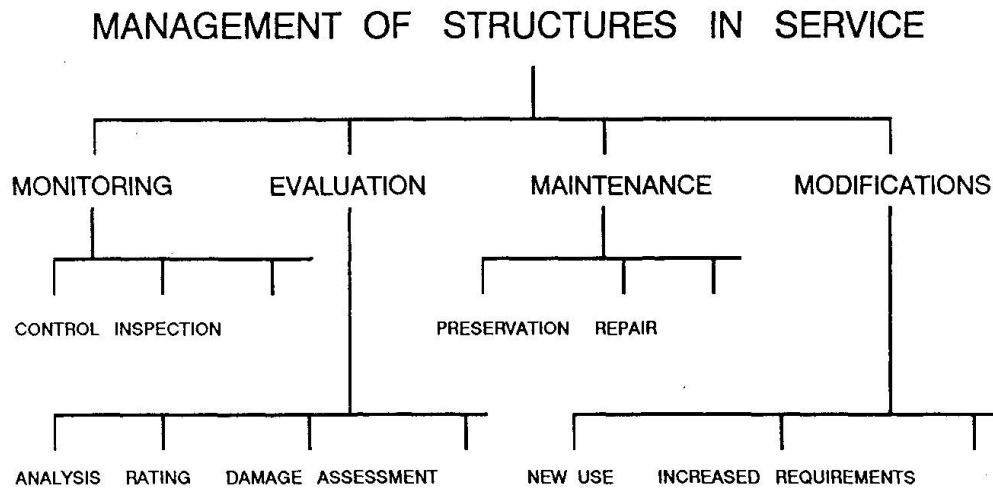 MANAGEMENT OF STRUCTURES IN SERVICE
MONITORING EVALUATION MAINTENANCE MODIFICATIONS
CONTROL INSPECTION PRESERVATION REPAIR
ANALYSIS RATING DAMAGE ASSESSMENT NEW USE INCREASED REQUIREMENTS